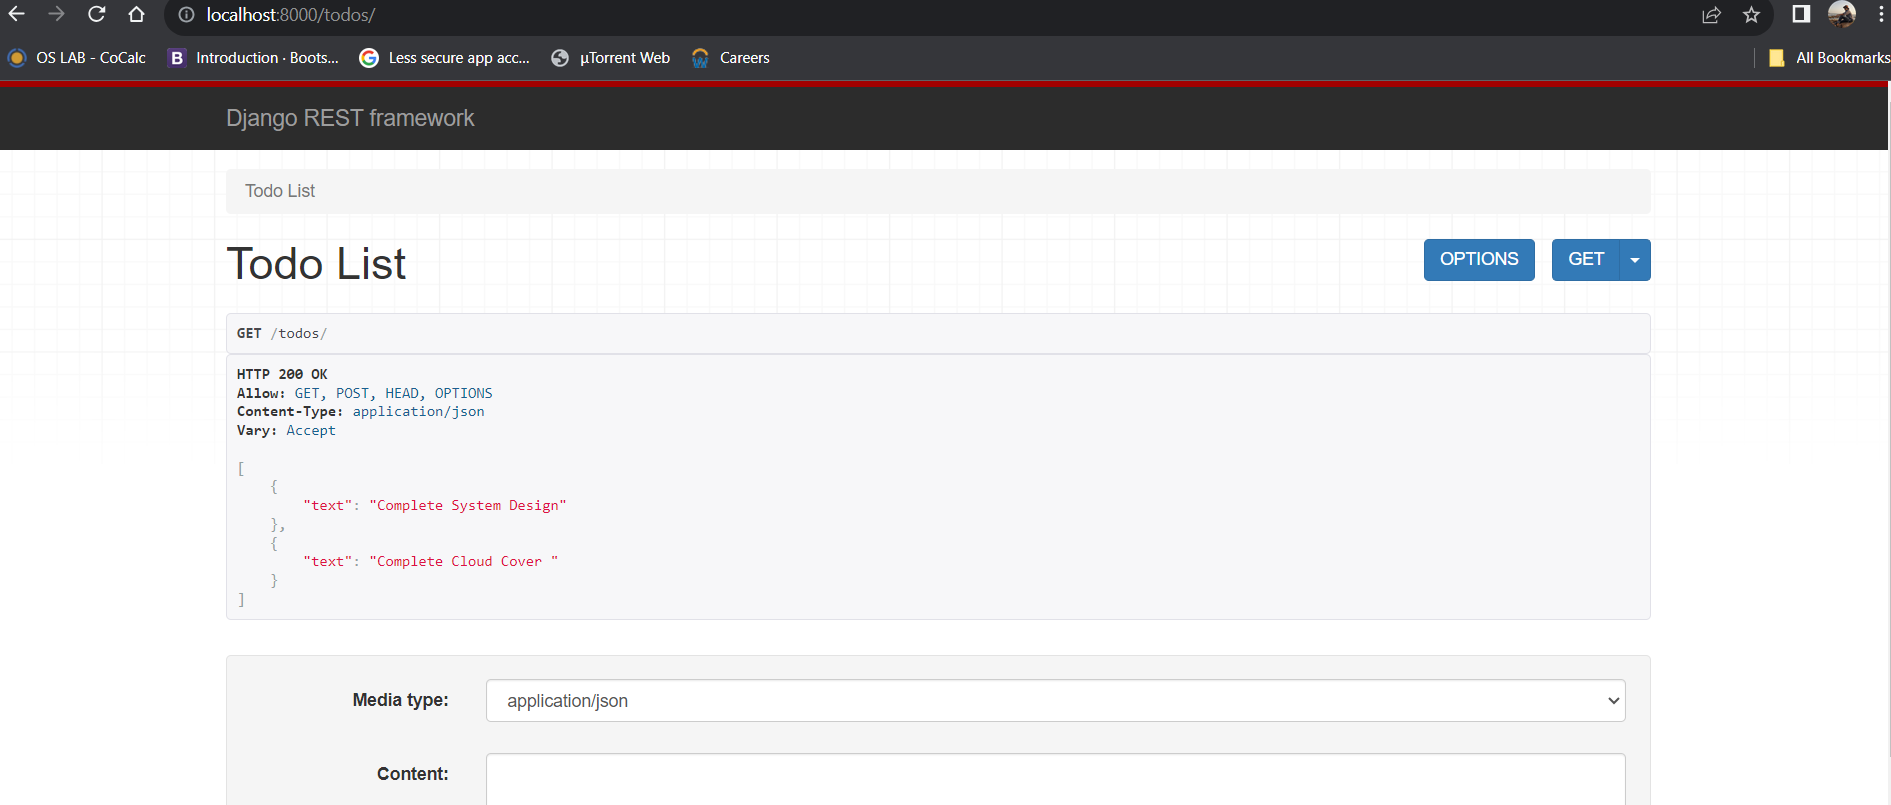 localhost:8000/todos/
OS LAB - CoCalc
Introduction · Boots...
Less secure app acc...
µTorrent Web
Careers
All Bookmarks
Django REST framework
Todo List
Todo List
OPTIONS
GET
GET /todos/
HTTP 200 OK
Allow: GET, POST, HEAD, OPTIONS
Content-Type: application/json
Vary: Accept
[
    {
        "text": "Complete System Design"
    },
    {
        "text": "Complete Cloud Cover "
    }
]
Media type:
application/json
Content: